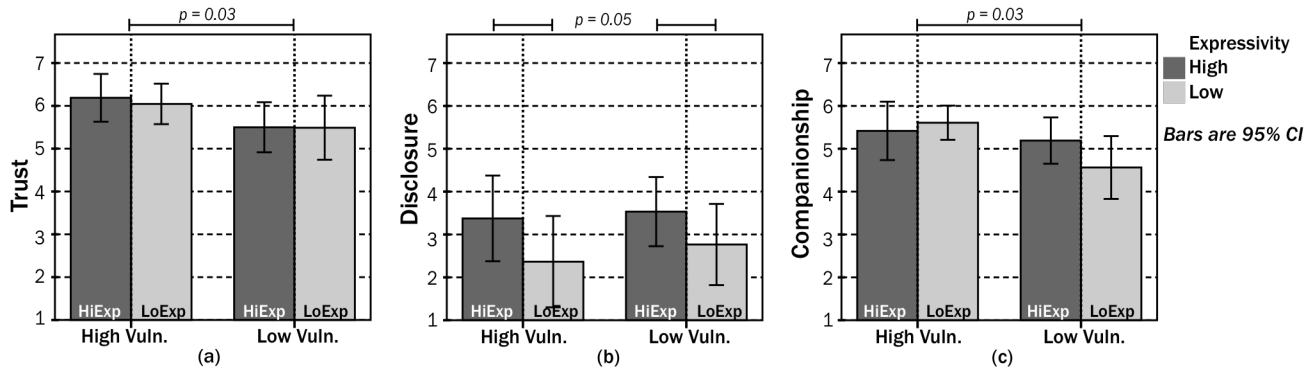 p = 0.03
Trust
7
6
5
4
3
2
1
HiExp
LoExp
HiExp
LoExp
High Vuln.
Low Vuln.
(a)
p = 0.05
Disclosure
7
6
5
4
3
2
1
HiExp
LoExp
HiExp
LoExp
High Vuln.
Low Vuln.
(b)
p = 0.03
Companionship
7
6
5
4
3
2
1
HiExp
LoExp
HiExp
LoExp
High Vuln.
Low Vuln.
(c)
Expressivity
High
Low
Bars are 95% CI